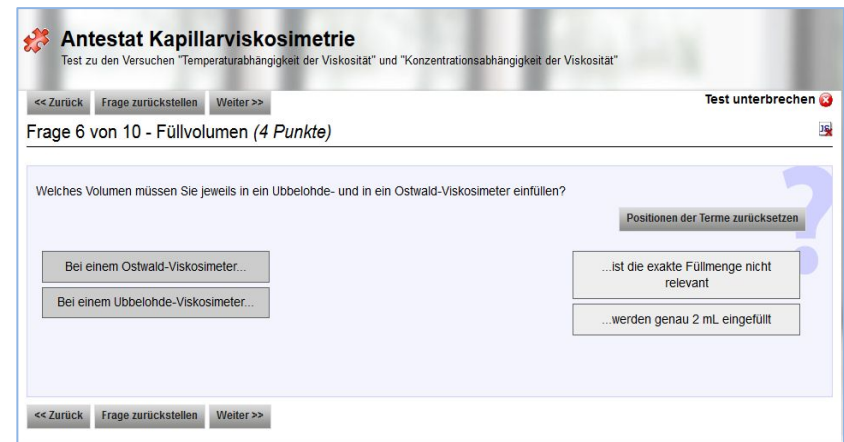 Antestat Kapillarviskosimetrie
Test zu den Versuchen "Temperaturabhängigkeit der Viskosität" und "Konzentrationsabhängigkeit der Viskosität"
<< Zurück Frage zurückstellen Weiter >>
Test unterbrechen
Frage 6 von 10 - Füllvolumen (4 Punkte)
JS
Welches Volumen müssen Sie jeweils in ein Ubbelohde- und in ein Ostwald-Viskosimeter einfüllen?
Positionen der Terme zurücksetzen
Bei einem Ostwald-Viskosimeter...
Bei einem Ubbelohde-Viskosimeter...
...ist die exakte Füllmenge nicht
relevant
...werden genau 2 mL eingefüllt
?
<< Zurück Frage zurückstellen Weiter >>